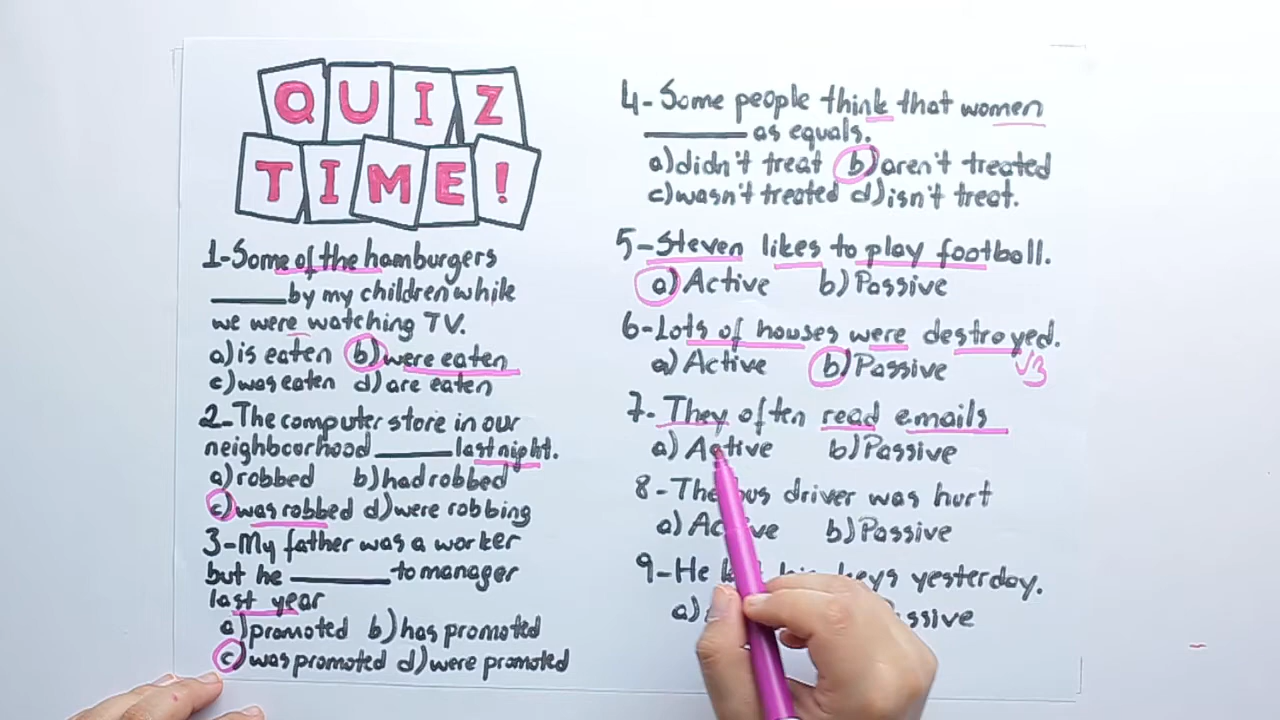 QUIZ
TIME!
1-Some of the hamburgers
______ by my children while
we were watching TV.
a) is eaten b) were eaten
c) was eaten d) are eaten
2-The computer store in our
neighboorhood ______ last night.
a) robbed b) had robbed
c) was robbed d) were robbing
3-My father was a worker
but he ______ to manager
last year
a) promoted b) has promoted
c) was promoted d) were promoted
4-Some people think that women
______ as equals.
a) didn't treat b) aren't treated
c) wasn't treated d) isn't treat.
5-Steven likes to play football.
a) Active b) Passive
6-Lots of houses were destroyed.
a) Active b) Passive √3
7-They often read emails
a) Active b) Passive
8-The bus driver was hurt
a) Active b) Passive
9-He keys yesterday.
a)